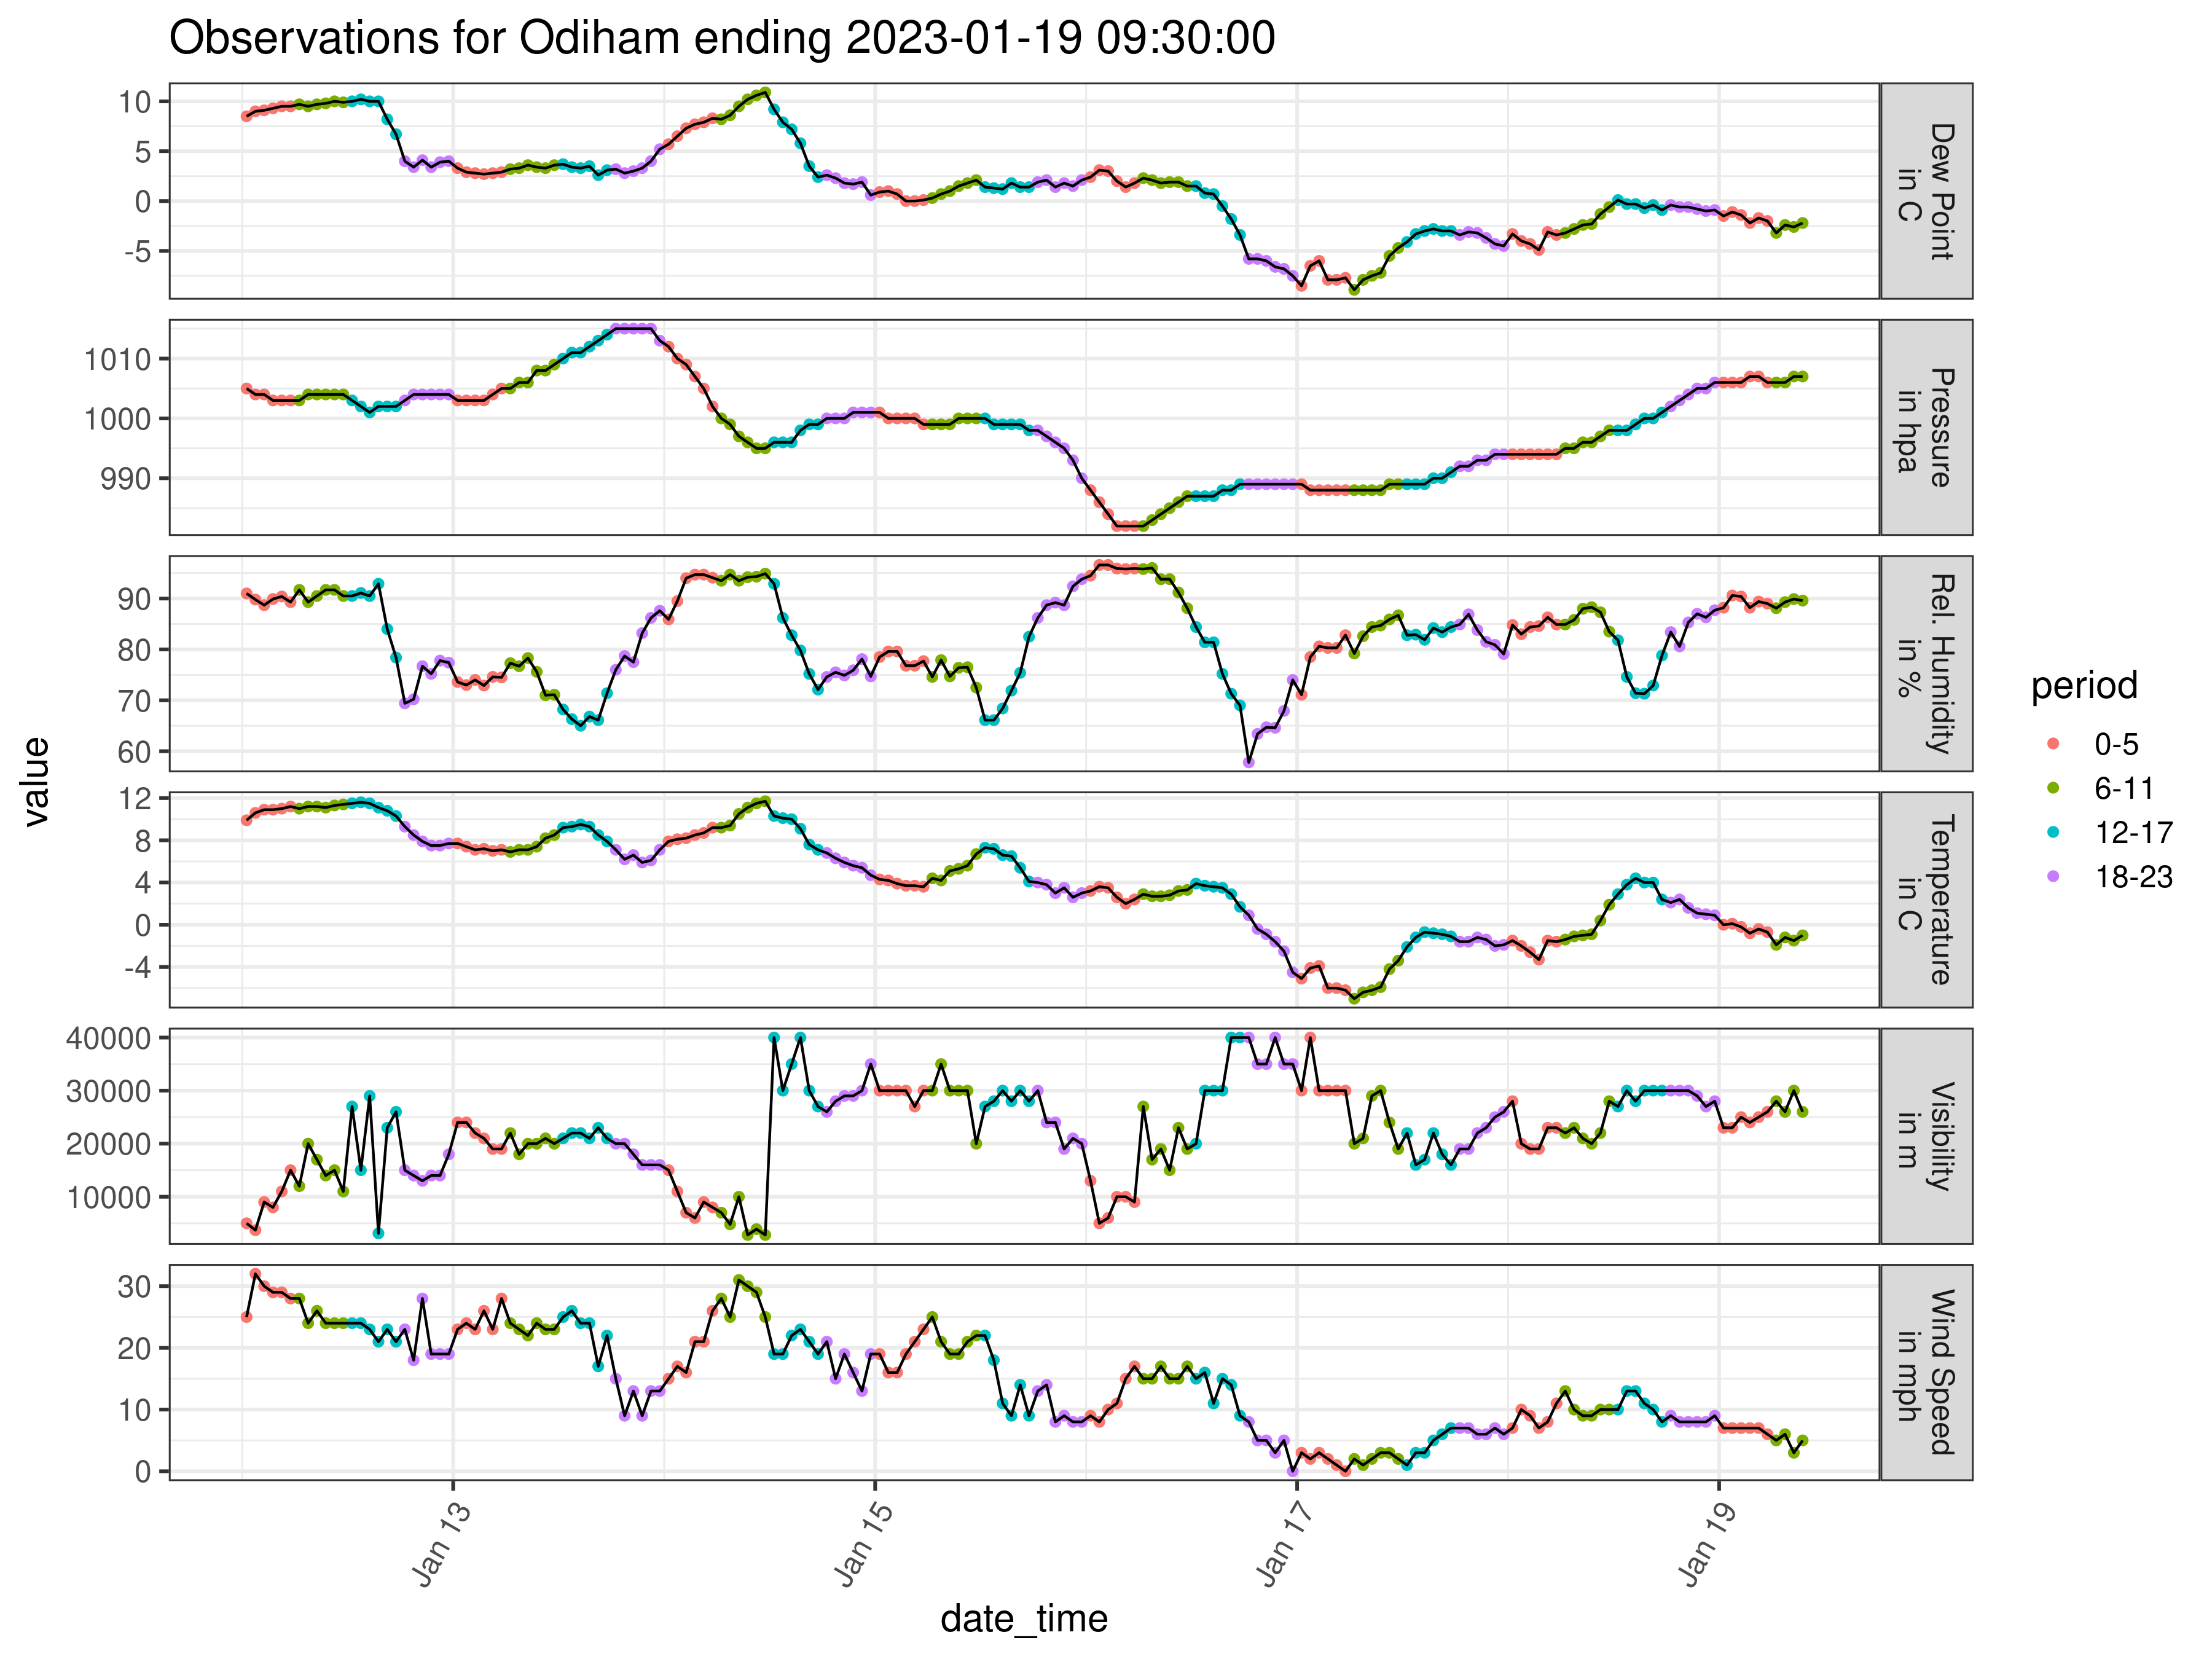 Observations for Odiham ending 2023-01-19 09:30:00
value
10
5
0
-5
Dew Point
in C
1010
1000
990
Pressure
in hpa
90
80
70
60
Rel. Humidity
in %
12
8
4
0
-4
Temperature
in C
40000
30000
20000
10000
Visibility
in m
30
20
10
0
Wind Speed
in mph
Jan 13
Jan 15
Jan 17
Jan 19
date_time
period
0-5
6-11
12-17
18-23